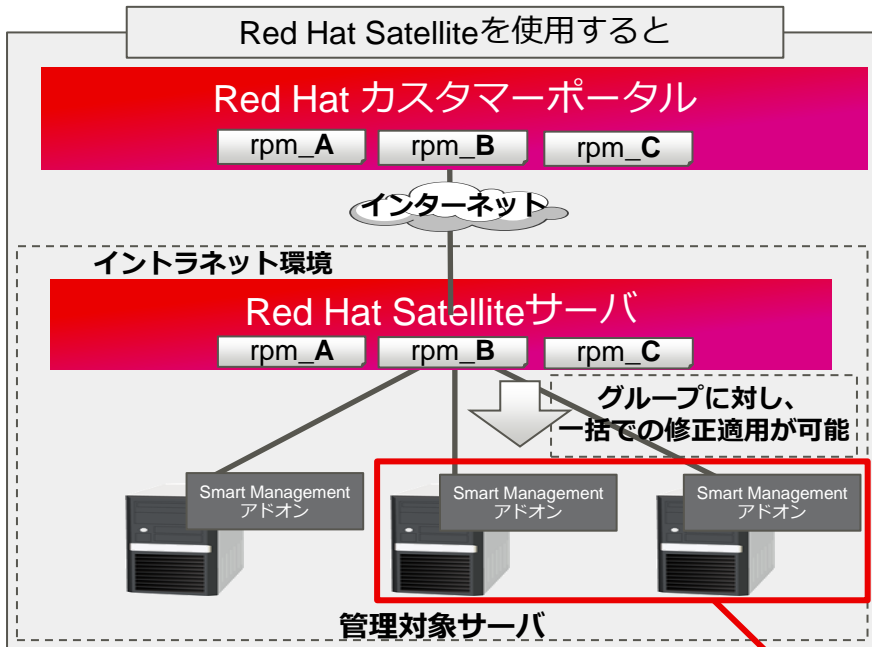 Red Hat Satelliteを使用すると
Red Hat カスタマーポータル
rpm_A
rpm_B
rpm_C
インターネット
イントラネット環境
Red Hat Satelliteサーバ
rpm_A
rpm_B
rpm_C
グループに対し、
一括での修正適用が可能
Smart Management
アドオン
Smart Management
アドオン
Smart Management
アドオン
管理対象サーバ